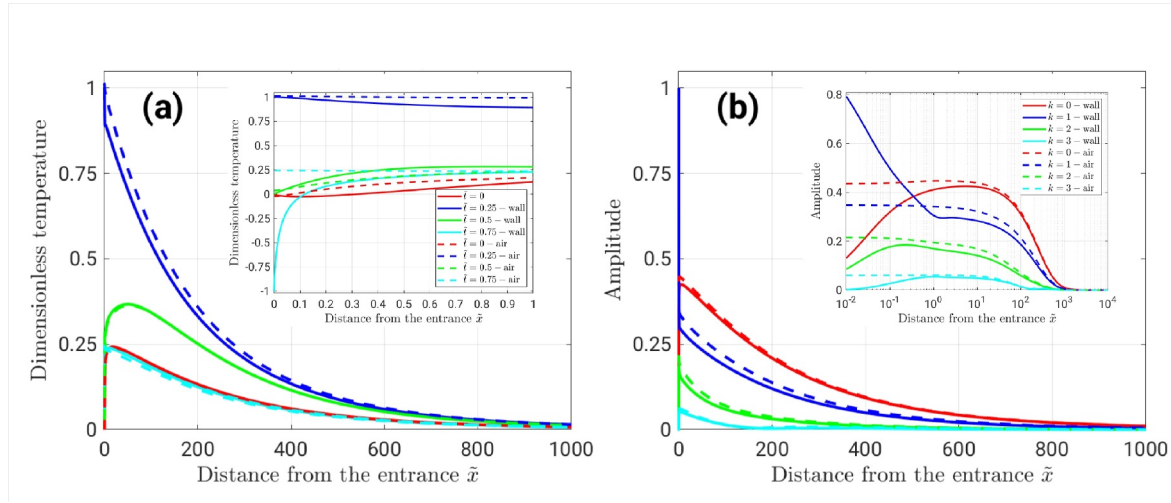 (a)
Dimensionless temperature
1
0.75
0.5
0.25
0
0 200 400 600 800 1000
Distance from the entrance x̃
Dimensionless temperature
1
0.75
0.5
0.25
0
-0.25
-0.5
-0.75
-1
0 0.1 0.2 0.3 0.4 0.5 0.6 0.7 0.8 0.9 1
Distance from the entrance x̃
t̃ = 0
t̃ = 0.25 − wall
t̃ = 0.5 − wall
t̃ = 0.75 − wall
t̃ = 0 − air
t̃ = 0.25 − air
t̃ = 0.5 − air
t̃ = 0.75 − air
(b)
Amplitude
1
0.75
0.5
0.25
0
0 200 400 600 800 1000
Distance from the entrance x̃
Amplitude
0.8
0.6
0.4
0.2
0
10⁻² 10⁻¹ 10⁰ 10¹ 10² 10³ 10⁴
Distance from the entrance x̃
k = 0 − wall
k = 1 − wall
k = 2 − wall
k = 3 − wall
k = 0 − air
k = 1 − air
k = 2 − air
k = 3 − air